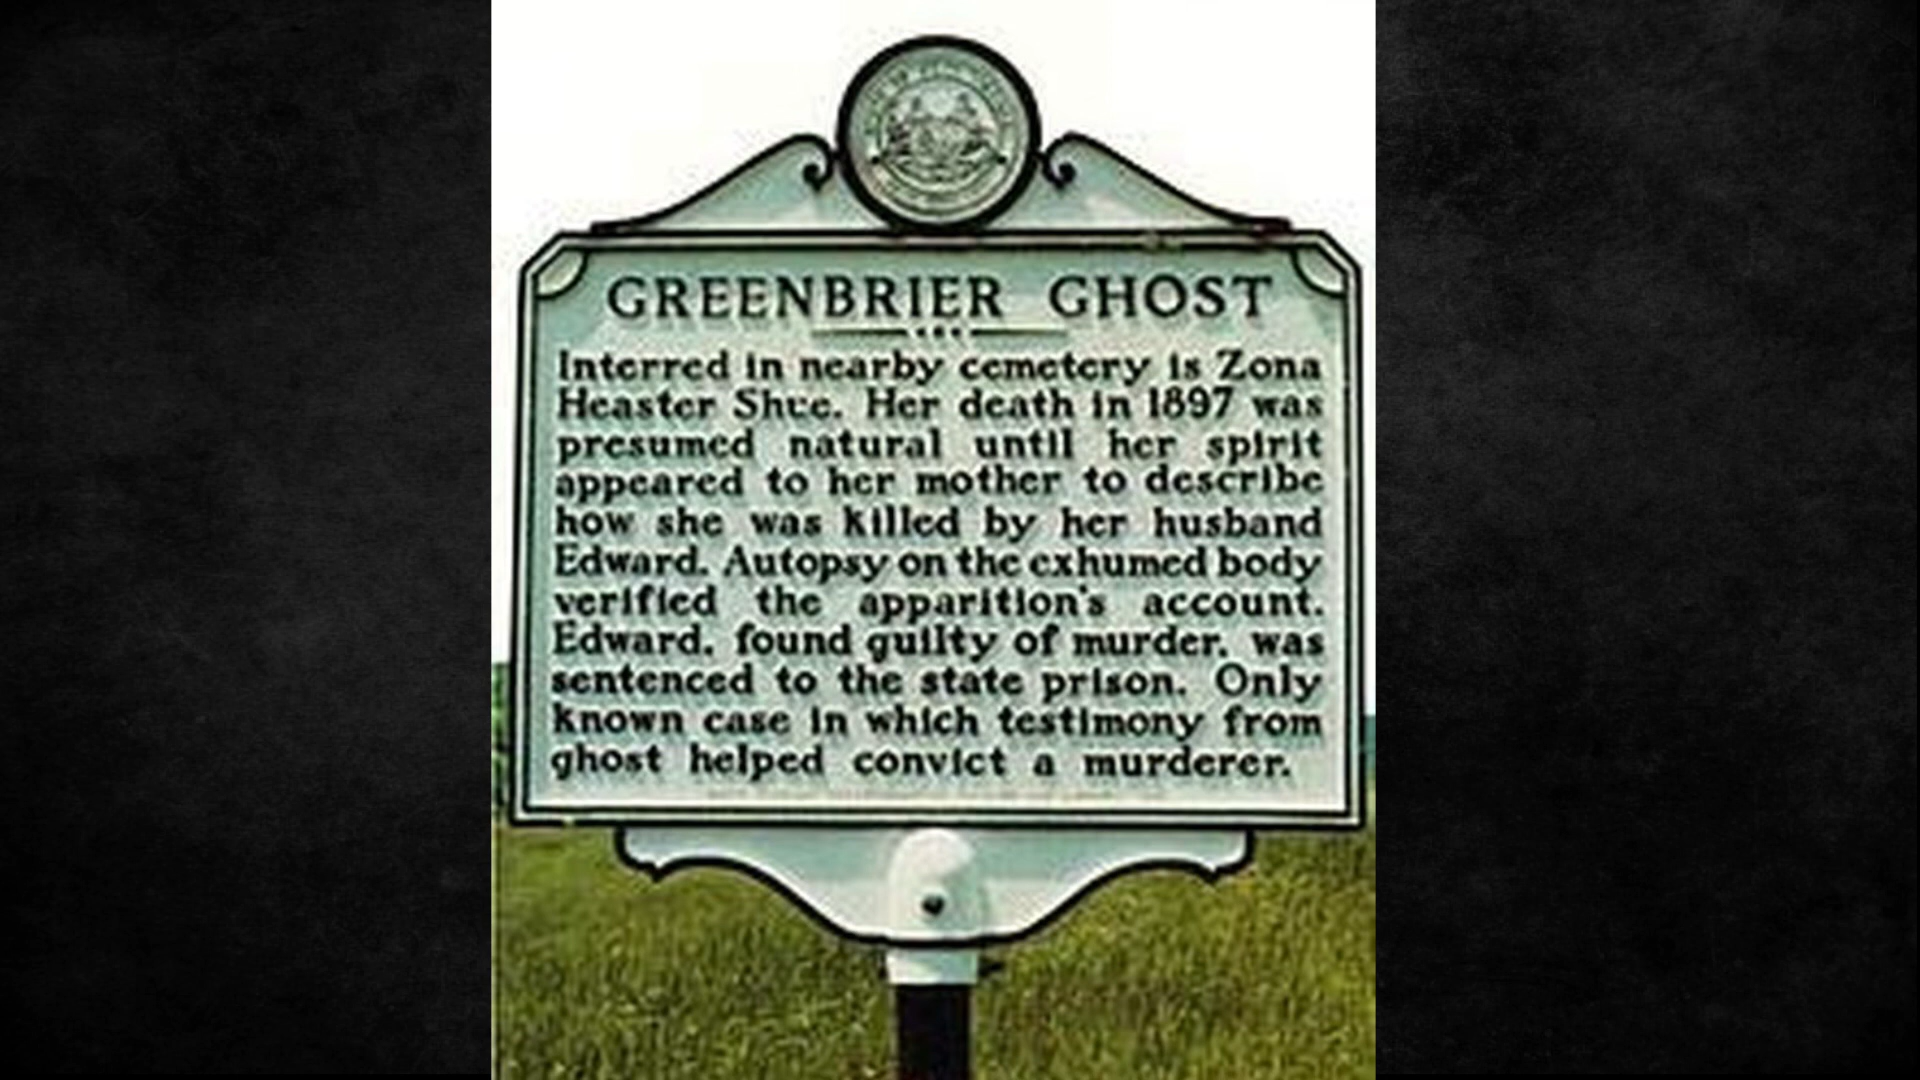 GREENBRIER GHOST
Interred in nearby cemetery is Zona
Heaster Shue. Her death in 1897 was
presumed natural until her spirit
appeared to her mother to describe
how she was killed by her husband
Edward. Autopsy on the exhumed body
verified the apparition's account.
Edward, found guilty of murder, was
sentenced to the state prison. Only
known case in which testimony from
ghost helped convict a murderer.